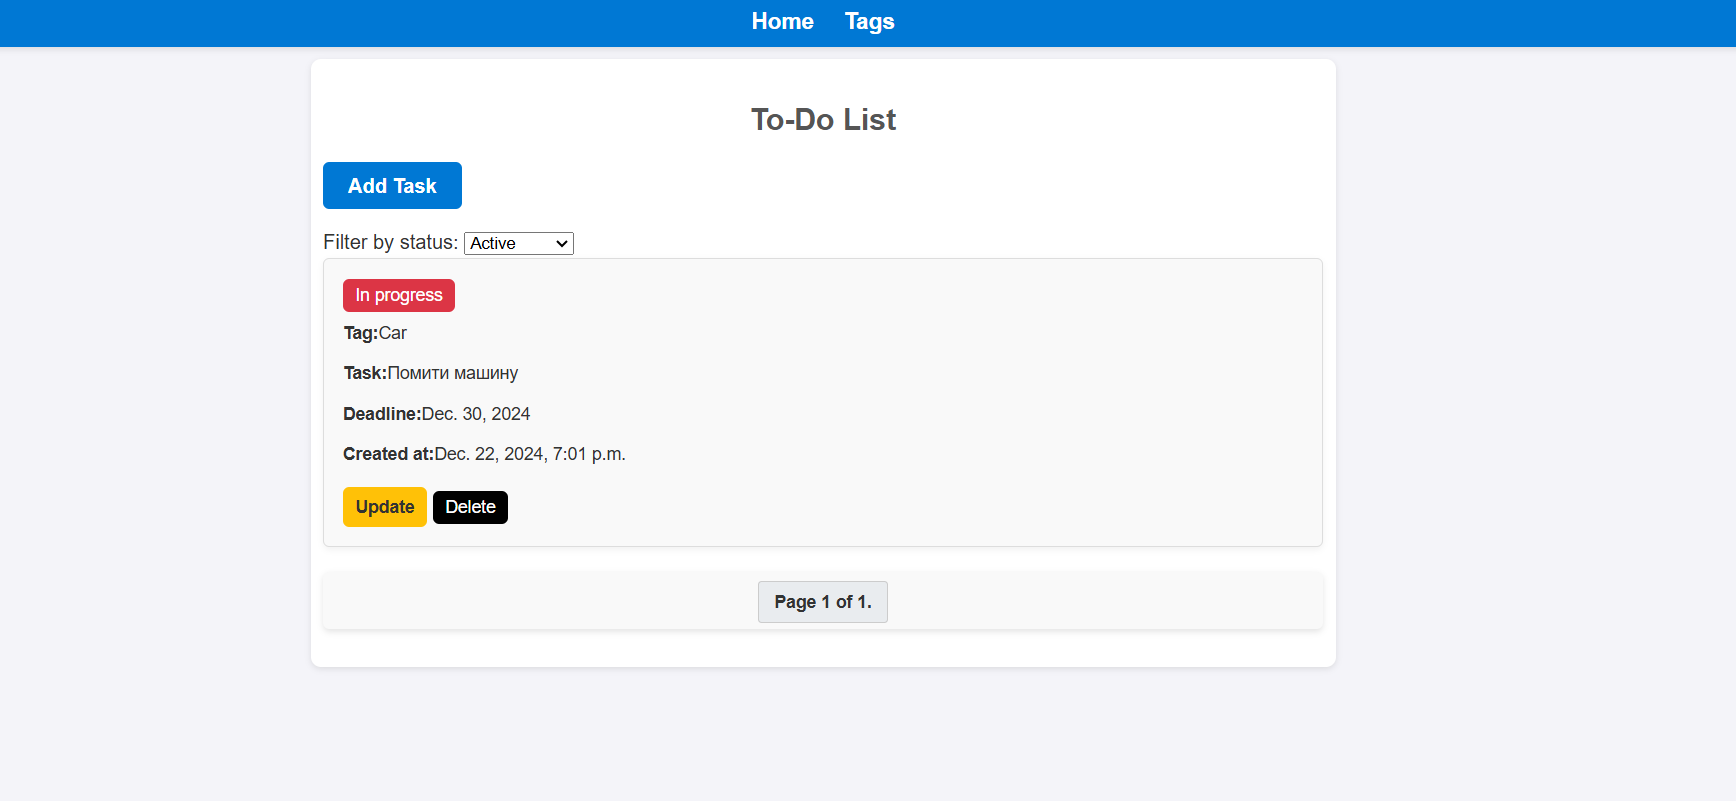 Home Tags
To-Do List
Add Task
Filter by status: Active
In progress
Tag:Car
Task:Помити машину
Deadline:Dec. 30, 2024
Created at:Dec. 22, 2024, 7:01 p.m.
Update Delete
Page 1 of 1.